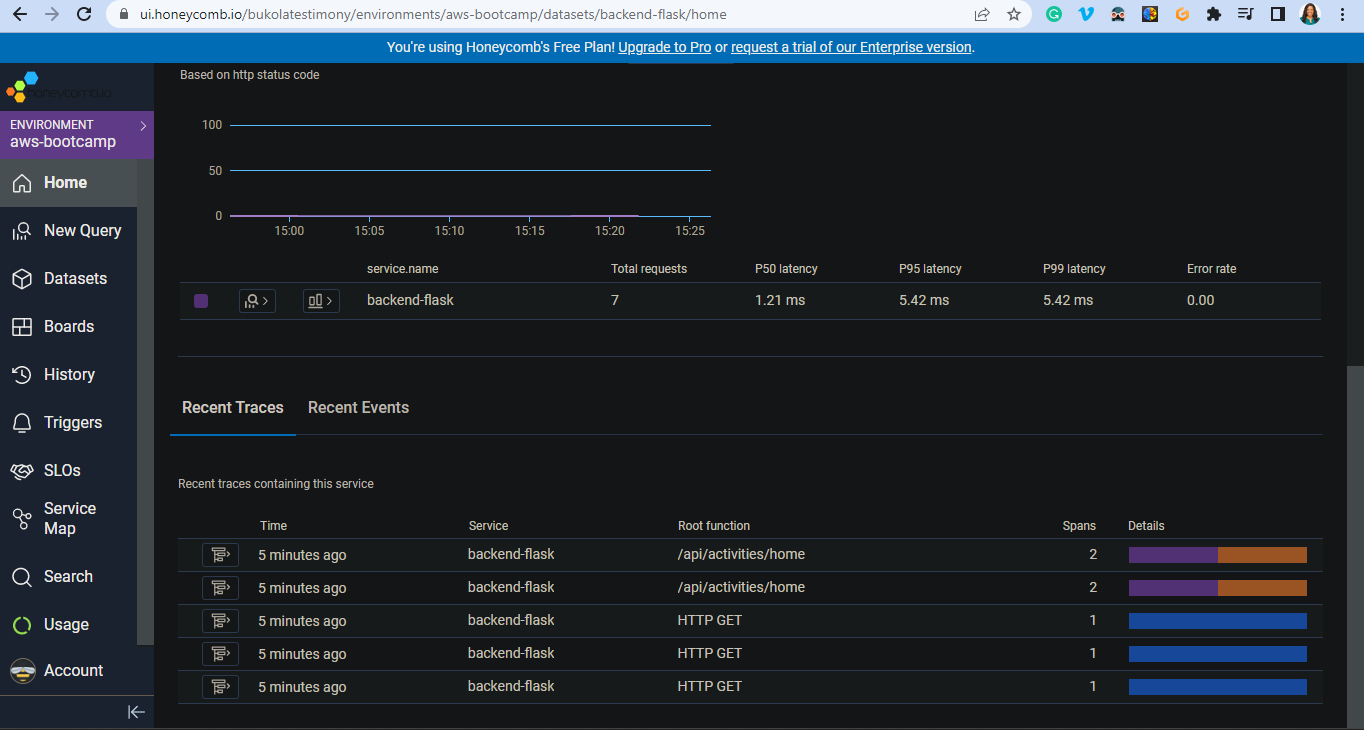 ui.honeycomb.io/bukolatestimony/environments/aws-bootcamp/datasets/backend-flask/home
You're using Honeycomb's Free Plan! Upgrade to Pro or request a trial of our Enterprise version.
honeycomb.io
ENVIRONMENT
aws-bootcamp
Home
New Query
Datasets
Boards
History
Triggers
SLOs
Service
Map
Search
Usage
Account
Based on http status code
100
50
0
15:00 15:05 15:10 15:15 15:20 15:25
service.name Total requests P50 latency P95 latency P99 latency Error rate
backend-flask 7 1.21 ms 5.42 ms 5.42 ms 0.00
Recent Traces Recent Events
Recent traces containing this service
Time Service Root function Spans Details
5 minutes ago backend-flask /api/activities/home 2
5 minutes ago backend-flask /api/activities/home 2
5 minutes ago backend-flask HTTP GET 1
5 minutes ago backend-flask HTTP GET 1
5 minutes ago backend-flask HTTP GET 1